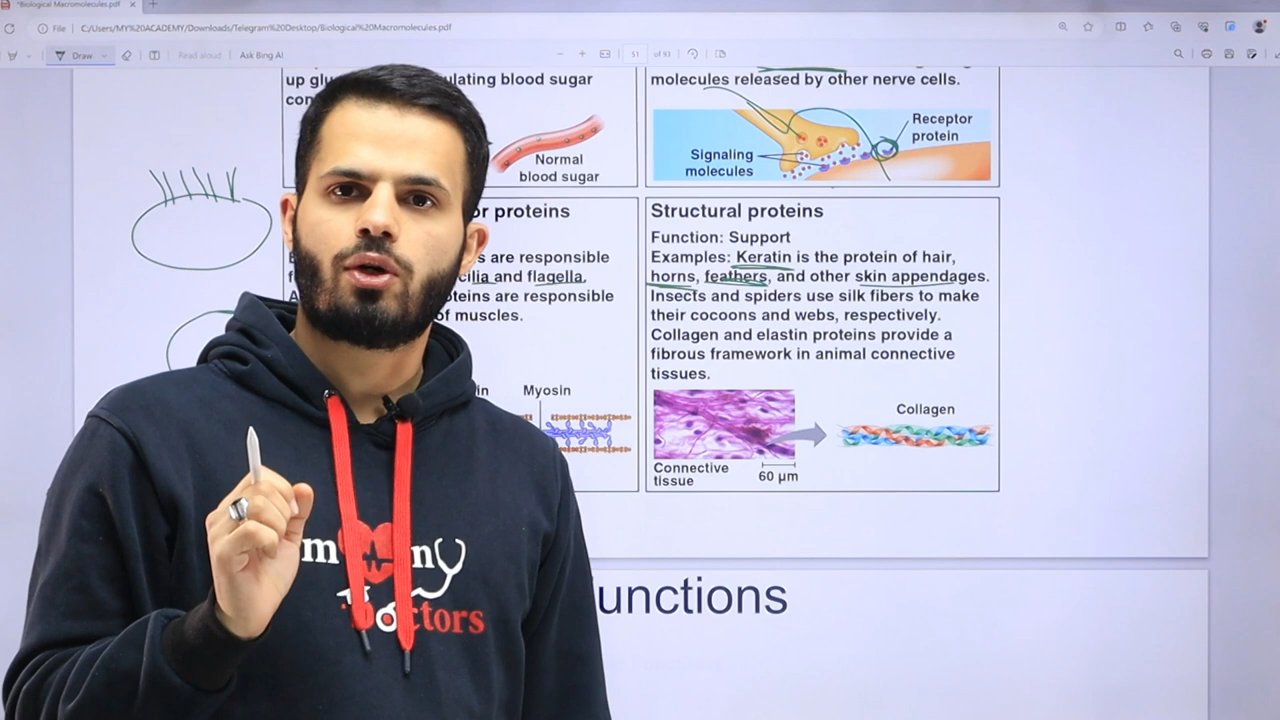 *Biological Macromolecules.pdf
File
C:/Users/MY%20ACADEMY/Downloads/Telegram%20Desktop/Biological%20Macromolecules.pdf
Draw
Read aloud
Ask Bing AI
51
of 93
up
ulating blood sugar
Normal
blood sugar
molecules released by other nerve cells.
Receptor
protein
Signaling
molecules
proteins
are responsible
cilia and flagella.
are responsible
of muscles.
Myosin
Structural proteins
Function: Support
Examples: Keratin is the protein of hair,
horns, feathers, and other skin appendages.
Insects and spiders use silk fibers to make
their cocoons and webs, respectively.
Collagen and elastin proteins provide a
fibrous framework in animal connective
tissues.
Collagen
Connective
tissue
60 μm
unctions